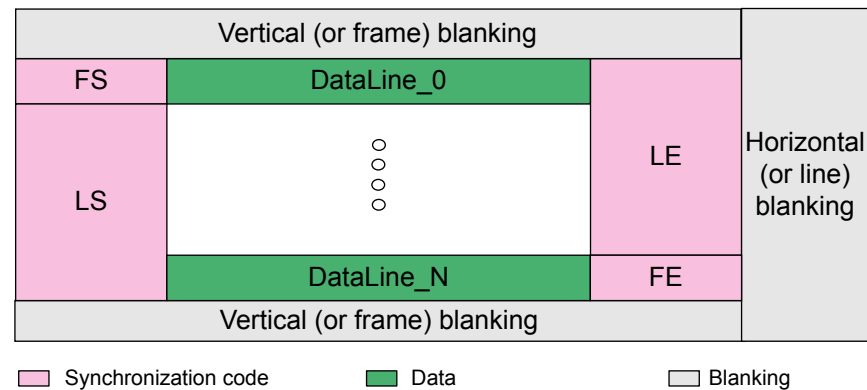 Vertical (or frame) blanking
FS
DataLine_0
LE
Horizontal
(or line)
blanking
LS
DataLine_N
FE
Vertical (or frame) blanking
Synchronization code
Data
Blanking